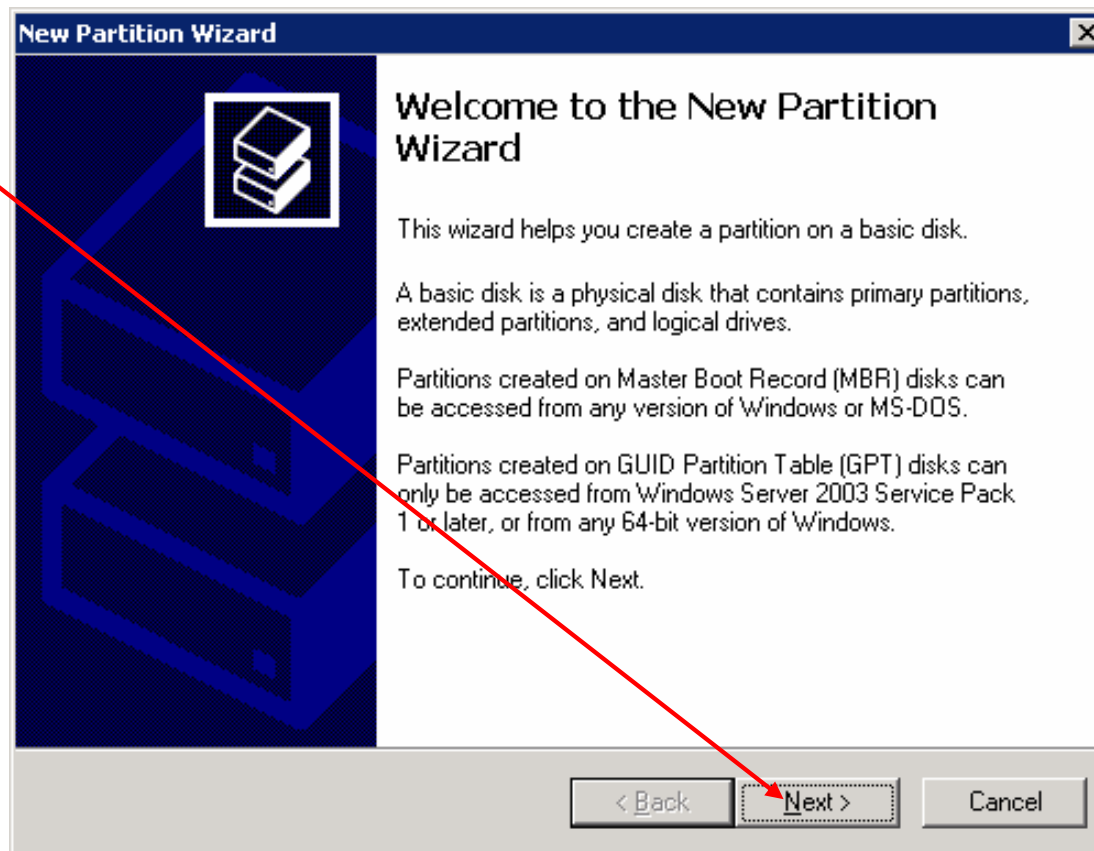 New Partition Wizard
Welcome to the New Partition
Wizard
This wizard helps you create a partition on a basic disk.
A basic disk is a physical disk that contains primary partitions,
extended partitions, and logical drives.
Partitions created on Master Boot Record (MBR) disks can
be accessed from any version of Windows or MS-DOS.
Partitions created on GUID Partition Table (GPT) disks can
only be accessed from Windows Server 2003 Service Pack
1 or later, or from any 64-bit version of Windows.
To continue, click Next.
< Back Next > Cancel